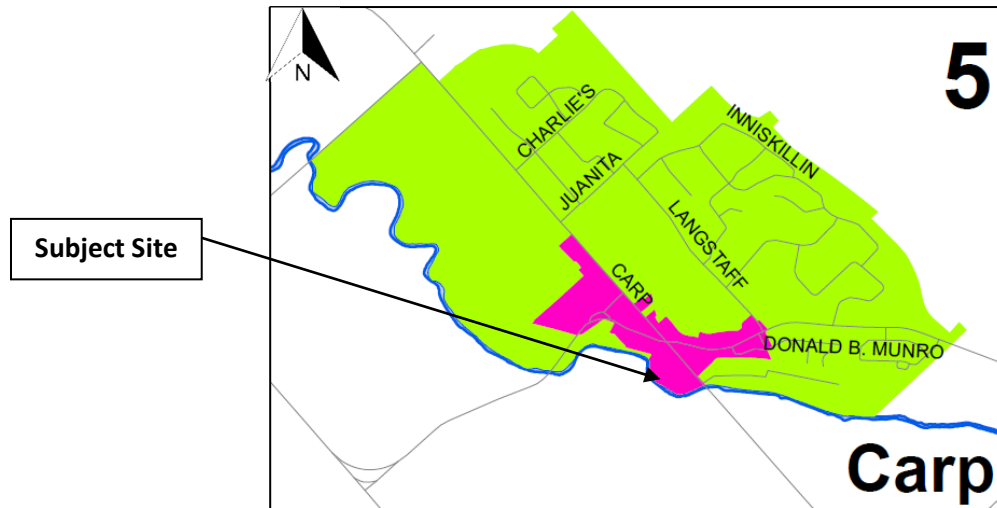 N
5
CHARLIE'S
INNISKILLIN
JUANITA
LANGSTAFF
Subject Site
CARP
DONALD B. MUNRO
Carp